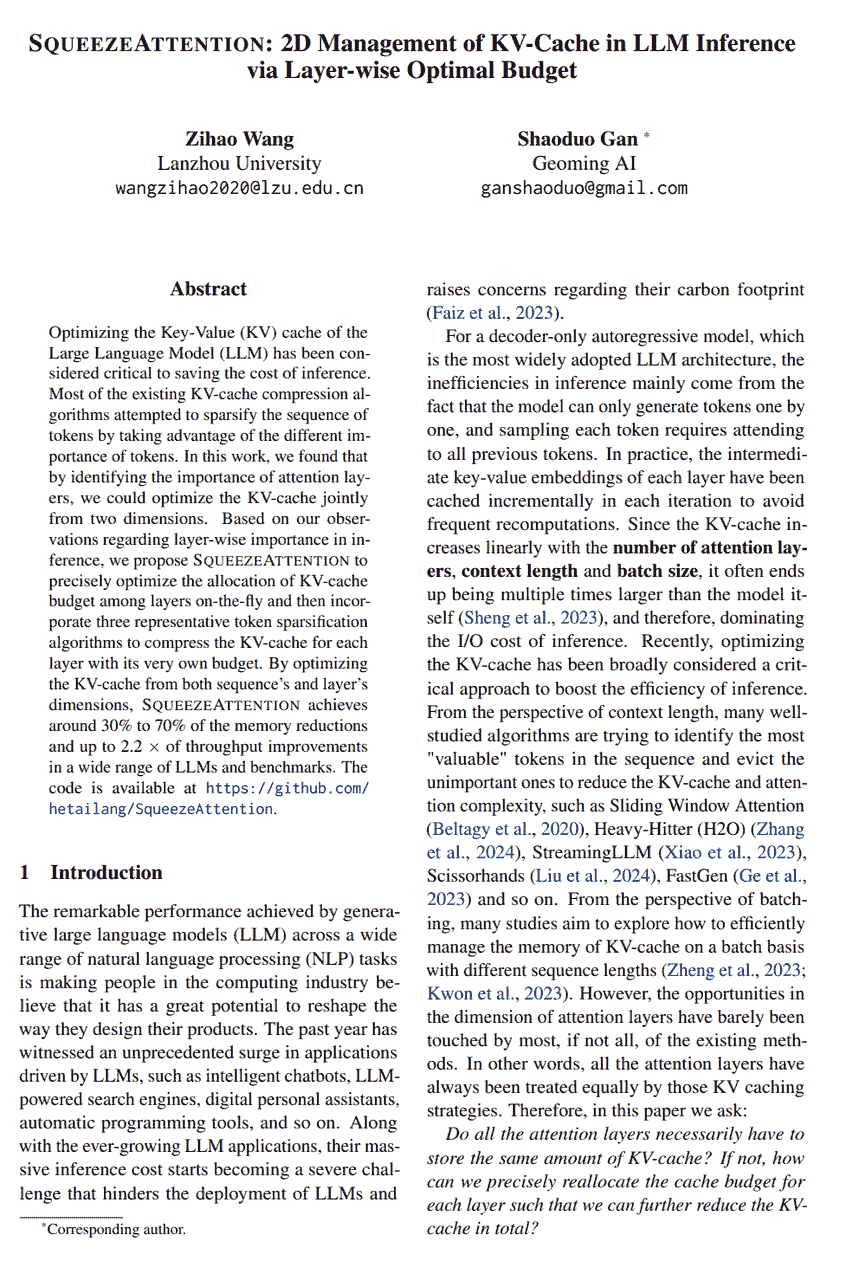 SQUEEZEATTENTION: 2D Management of KV-Cache in LLM Inference
via Layer-wise Optimal Budget
Zihao Wang
Lanzhou University
wangzihao2020@lzu.edu.cn
Shaoduo Gan *
Geoming AI
ganshaoduo@gmail.com
Abstract
Optimizing the Key-Value (KV) cache of the
Large Language Model (LLM) has been con-
sidered critical to saving the cost of inference.
Most of the existing KV-cache compression al-
gorithms attempted to sparsify the sequence of
tokens by taking advantage of the different im-
portance of tokens. In this work, we found that
by identifying the importance of attention lay-
ers, we could optimize the KV-cache jointly
from two dimensions. Based on our obser-
vations regarding layer-wise importance in in-
ference, we propose SQUEEZEATTENTION to
precisely optimize the allocation of KV-cache
budget among layers on-the-fly and then incor-
porate three representative token sparsification
algorithms to compress the KV-cache for each
layer with its very own budget. By optimizing
the KV-cache from both sequence's and layer's
dimensions, SQUEEZEATTENTION achieves
around 30% to 70% of the memory reductions
and up to 2.2 × of throughput improvements
in a wide range of LLMs and benchmarks. The
code is available at https://github.com/
hetailang/SqueezeAttention.
1 Introduction
The remarkable performance achieved by genera-
tive large language models (LLM) across a wide
range of natural language processing (NLP) tasks
is making people in the computing industry be-
lieve that it has a great potential to reshape the
way they design their products. The past year has
witnessed an unprecedented surge in applications
driven by LLMs, such as intelligent chatbots, LLM-
powered search engines, digital personal assistants,
automatic programming tools, and so on. Along
with the ever-growing LLM applications, their mas-
sive inference cost starts becoming a severe chal-
lenge that hinders the deployment of LLMs and
*Corresponding author.
raises concerns regarding their carbon footprint
(Faiz et al., 2023).
For a decoder-only autoregressive model, which
is the most widely adopted LLM architecture, the
inefficiencies in inference mainly come from the
fact that the model can only generate tokens one by
one, and sampling each token requires attending
to all previous tokens. In practice, the intermedi-
ate key-value embeddings of each layer have been
cached incrementally in each iteration to avoid
frequent recomputations. Since the KV-cache in-
creases linearly with the number of attention lay-
ers, context length and batch size, it often ends
up being multiple times larger than the model it-
self (Sheng et al., 2023), and therefore, dominating
the I/O cost of inference. Recently, optimizing
the KV-cache has been broadly considered a crit-
ical approach to boost the efficiency of inference.
From the perspective of context length, many well-
studied algorithms are trying to identify the most
"valuable" tokens in the sequence and evict the
unimportant ones to reduce the KV-cache and atten-
tion complexity, such as Sliding Window Attention
(Beltagy et al., 2020), Heavy-Hitter (H2O) (Zhang
et al., 2024), StreamingLLM (Xiao et al., 2023),
Scissorhands (Liu et al., 2024), FastGen (Ge et al.,
2023) and so on. From the perspective of batch-
ing, many studies aim to explore how to efficiently
manage the memory of KV-cache on a batch basis
with different sequence lengths (Zheng et al., 2023;
Kwon et al., 2023). However, the opportunities in
the dimension of attention layers have barely been
touched by most, if not all, of the existing meth-
ods. In other words, all the attention layers have
always been treated equally by those KV caching
strategies. Therefore, in this paper we ask:
Do all the attention layers necessarily have to
store the same amount of KV-cache? If not, how
can we precisely reallocate the cache budget for
each layer such that we can further reduce the KV-
cache in total?